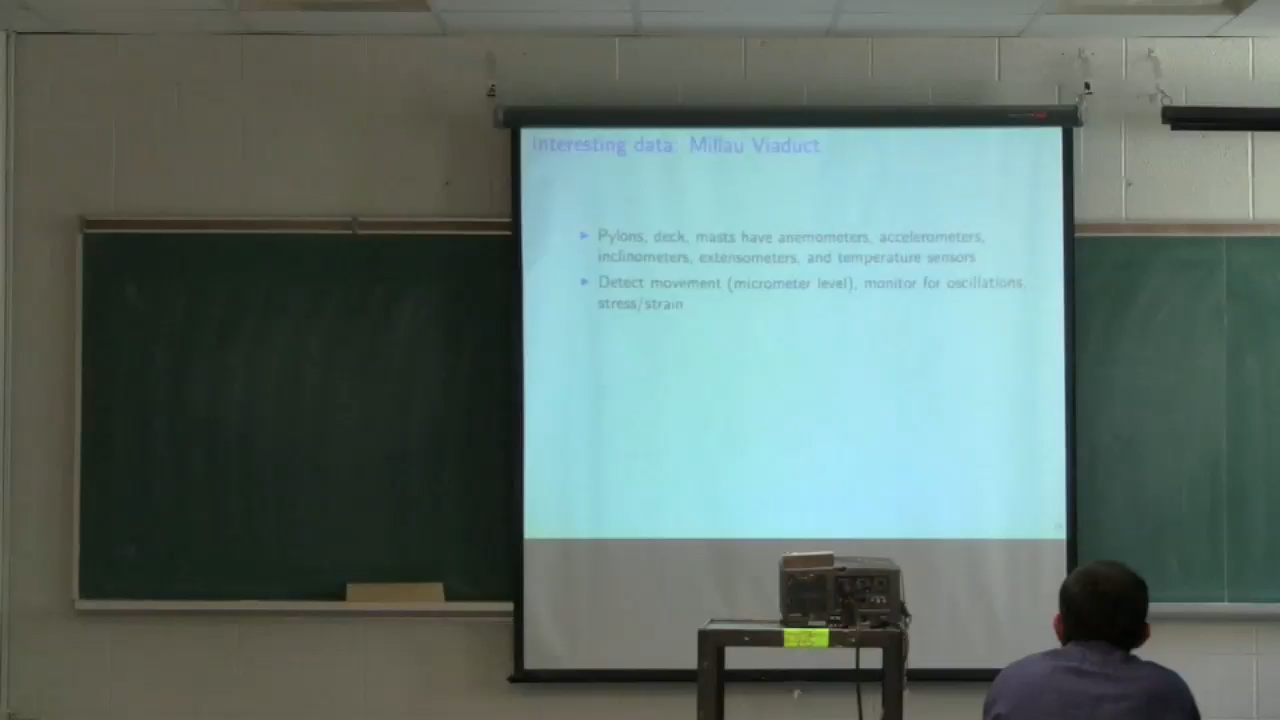 Interesting data: Millau Viaduct
Pylons, deck, masts have anemometers, accelerometers,
inclinometers, extensometers, and temperature sensors
Detect movement (micrometer level), monitor for oscillations,
stress/strain